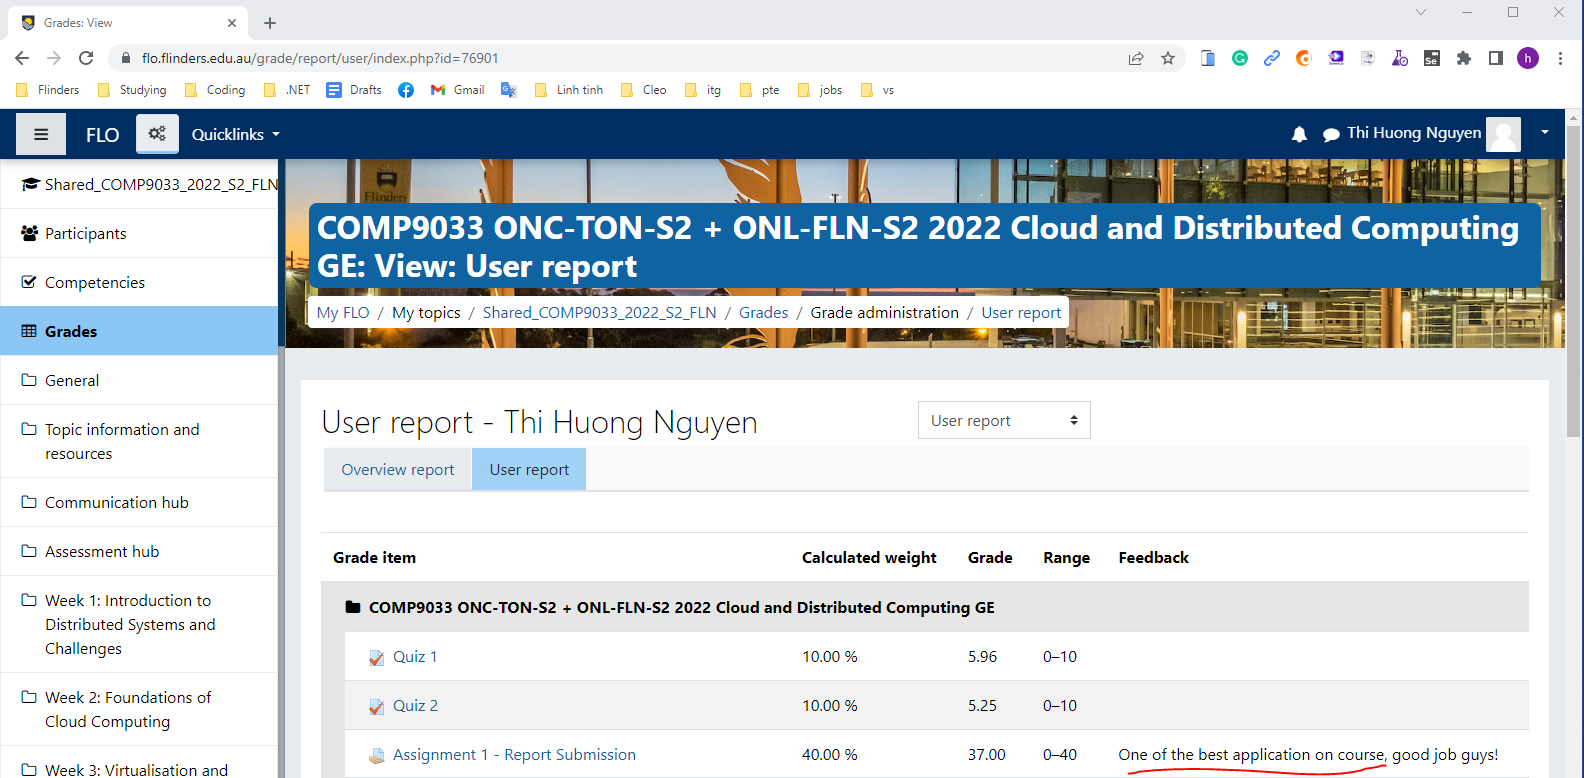 Grades: View
flo.flinders.edu.au/grade/report/user/index.php?id=76901
h
Flinders Studying Coding .NET Drafts Gmail Linh tinh Cleo itg pte jobs vs
FLO Quicklinks Thi Huong Nguyen
Shared_COMP9033_2022_S2_FLN
Participants
Competencies
Grades
General
Topic information and
resources
Communication hub
Assessment hub
Week 1: Introduction to
Distributed Systems and
Challenges
Week 2: Foundations of
Cloud Computing
Week 3: Virtualisation and
Flinders
COMP9033 ONC-TON-S2 + ONL-FLN-S2 2022 Cloud and Distributed Computing
GE: View: User report
My FLO / My topics / Shared_COMP9033_2022_S2_FLN / Grades / Grade administration / User report
User report - Thi Huong Nguyen
User report
Overview report User report
Grade item Calculated weight Grade Range Feedback
COMP9033 ONC-TON-S2 + ONL-FLN-S2 2022 Cloud and Distributed Computing GE
Quiz 1 10.00 % 5.96 0–10
Quiz 2 10.00 % 5.25 0–10
Assignment 1 - Report Submission 40.00 % 37.00 0–40 One of the best application on course, good job guys!